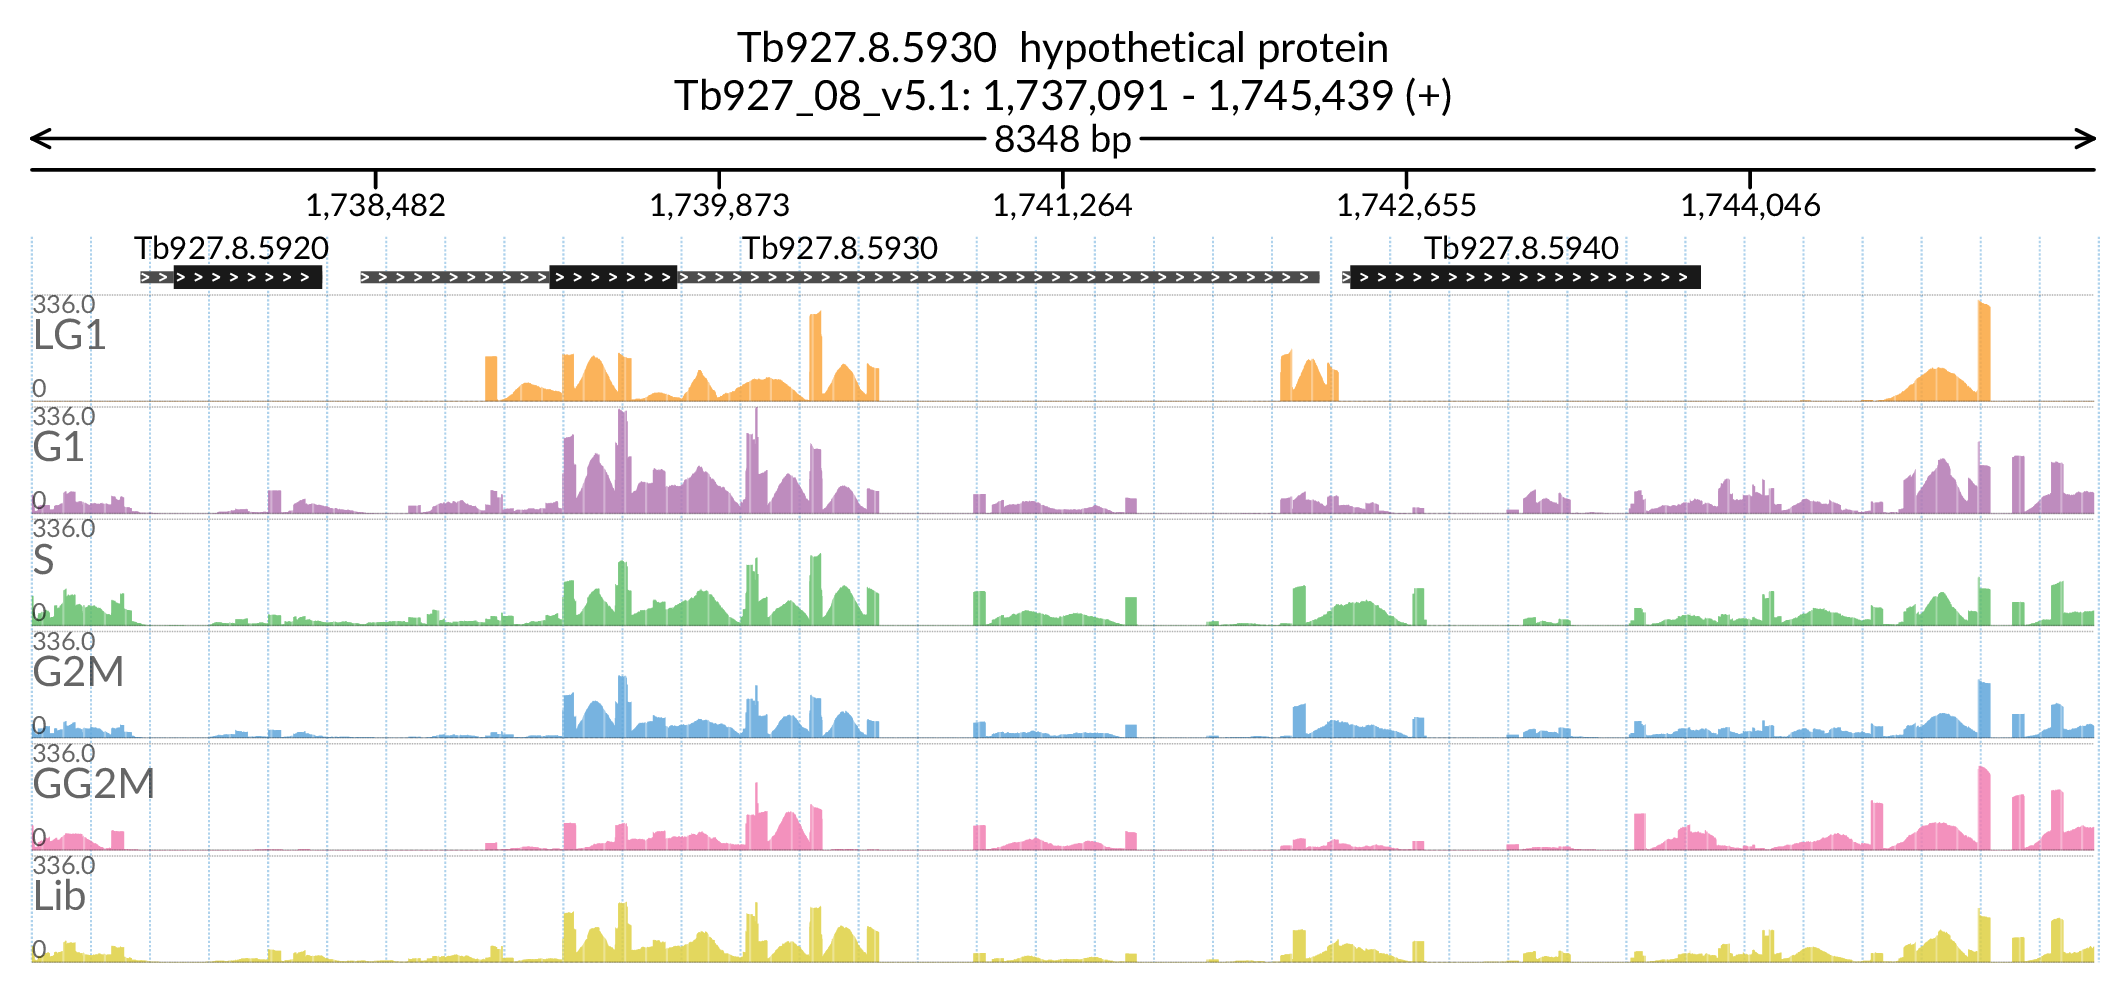 Tb927.8.5930 hypothetical protein
Tb927_08_v5.1: 1,737,091 - 1,745,439 (+)
8348 bp
1,738,482 1,739,873 1,741,264 1,742,655 1,744,046
Tb927.8.5920 Tb927.8.5930 Tb927.8.5940
336.0
LG1
0
336.0
G1
0
336.0
S
0
336.0
G2M
0
336.0
GG2M
0
336.0
Lib
0